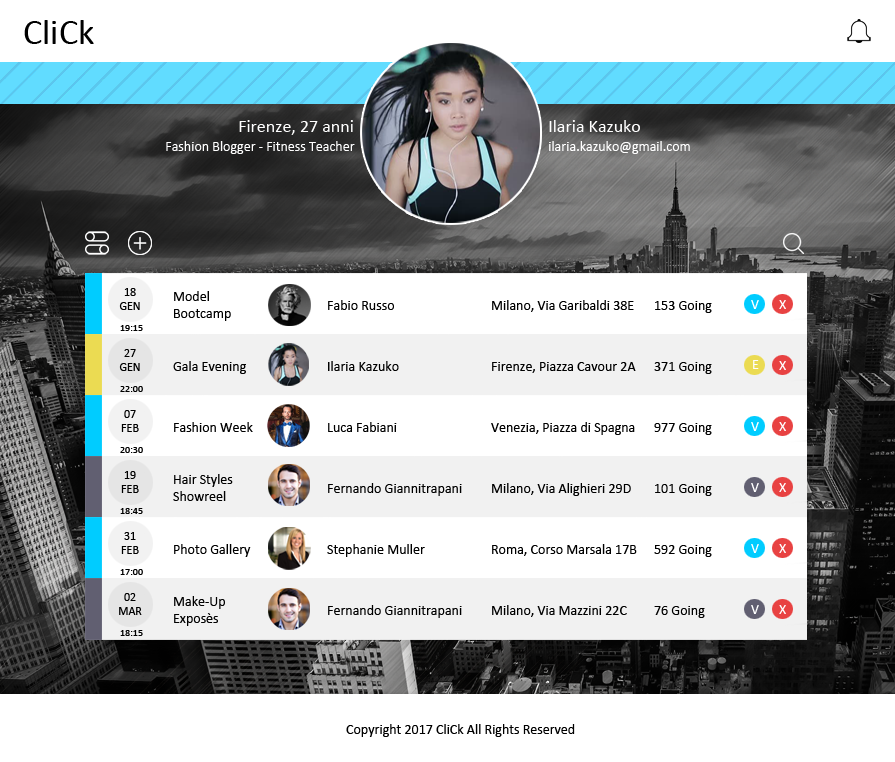 CliCk
Firenze, 27 anni
Fashion Blogger - Fitness Teacher
Ilaria Kazuko
ilaria.kazuko@gmail.com
18
GEN
19:15
Model
Bootcamp
Fabio Russo
Milano, Via Garibaldi 38E
153 Going
V
X
27
GEN
22:00
Gala Evening
Ilaria Kazuko
Firenze, Piazza Cavour 2A
371 Going
E
X
07
FEB
20:30
Fashion Week
Luca Fabiani
Venezia, Piazza di Spagna
977 Going
V
X
19
FEB
18:45
Hair Styles
Showreel
Fernando Giannitrapani
Milano, Via Alighieri 29D
101 Going
V
X
31
FEB
17:00
Photo Gallery
Stephanie Muller
Roma, Corso Marsala 17B
592 Going
V
X
02
MAR
18:15
Make-Up
Exposès
Fernando Giannitrapani
Milano, Via Mazzini 22C
76 Going
V
X
Copyright 2017 CliCk All Rights Reserved